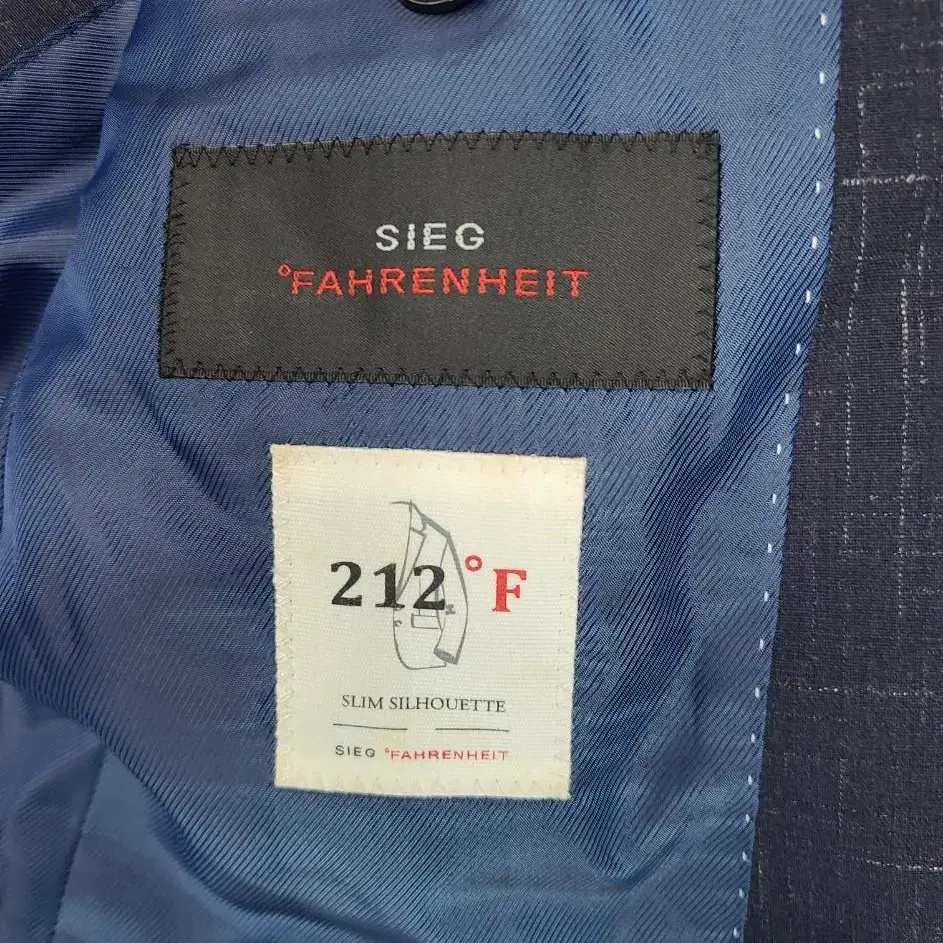 SIEG
°FAHRENHEIT
212 °F
SLIM SILHOUETTE
SIEG °FAHRENHEIT